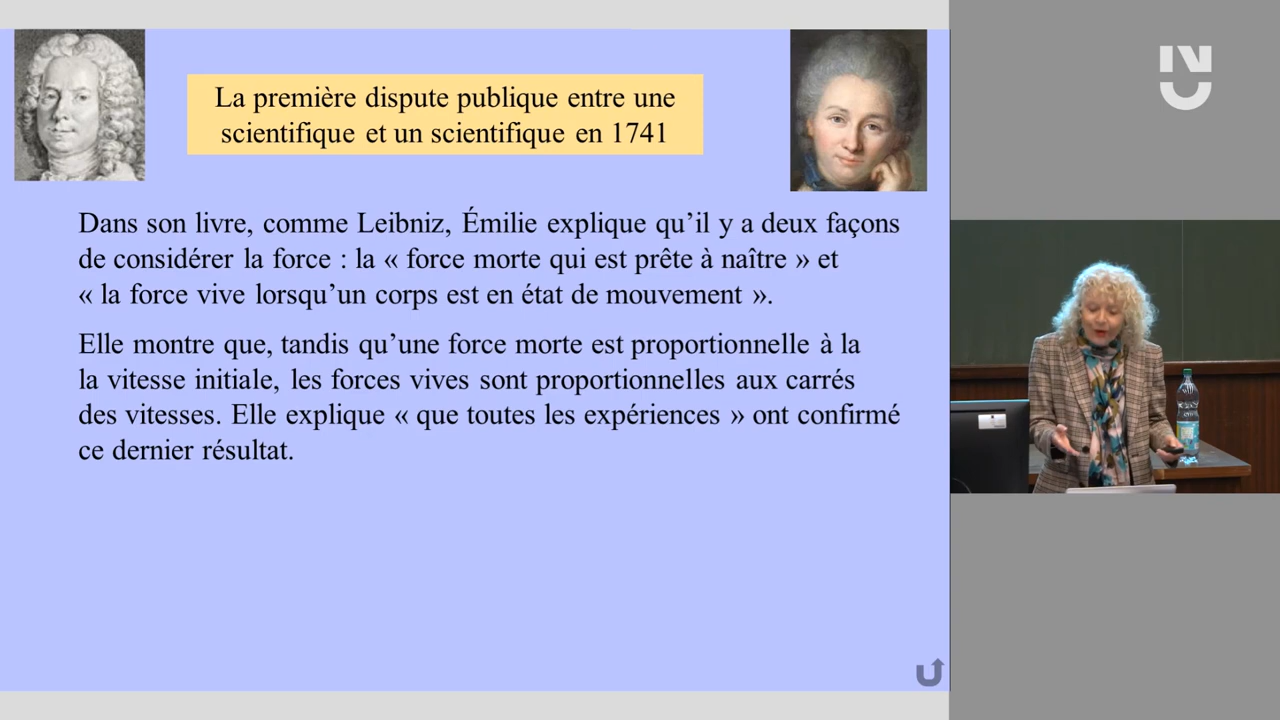 La première dispute publique entre une
scientifique et un scientifique en 1741
Dans son livre, comme Leibniz, Émilie explique qu’il y a deux façons
de considérer la force : la « force morte qui est prête à naître » et
« la force vive lorsqu’un corps est en état de mouvement ».
Elle montre que, tandis qu’une force morte est proportionnelle à la
la vitesse initiale, les forces vives sont proportionnelles aux carrés
des vitesses. Elle explique « que toutes les expériences » ont confirmé
ce dernier résultat.